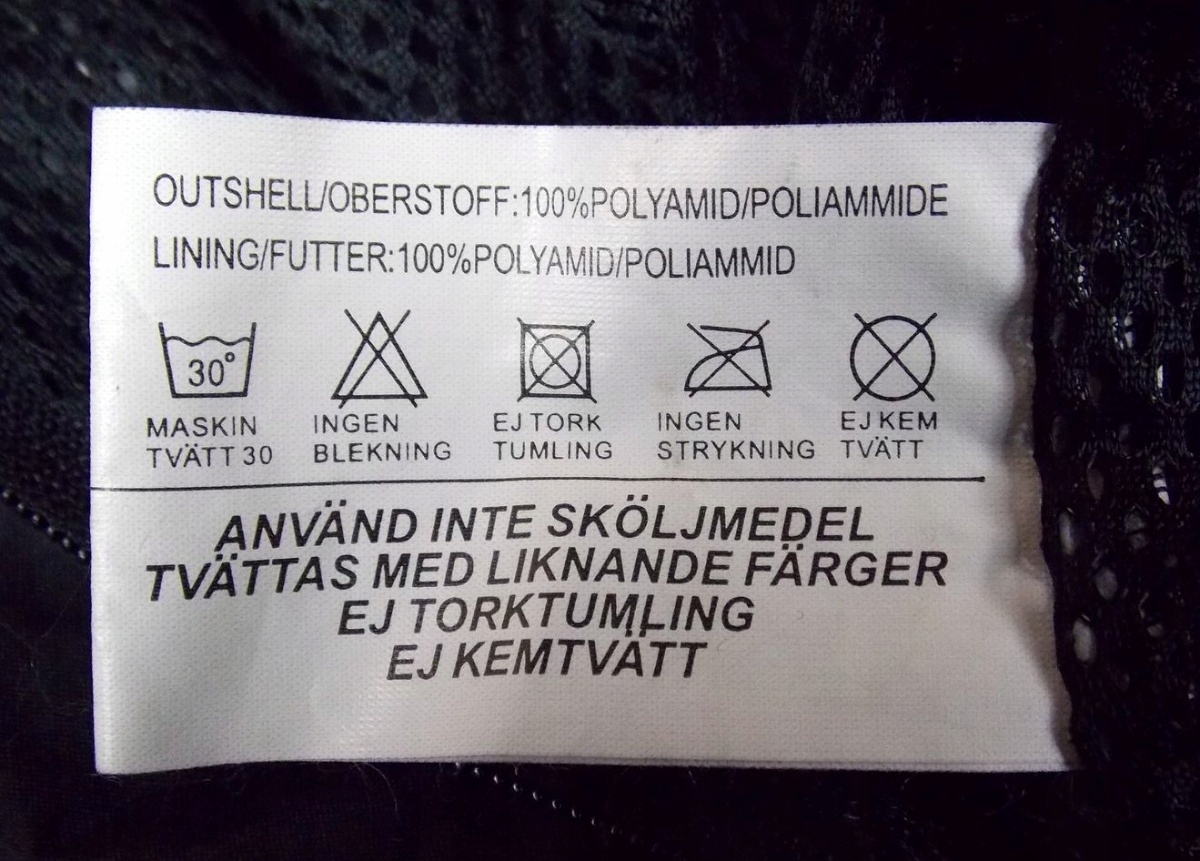 OUTSHELL/OBERSTOFF:100%POLYAMID/POLIAMMIDE
LINING/FUTTER:100%POLYAMID/POLIAMMID
30°
MASKIN TVÄTT 30
INGEN BLEKNING
EJ TORK TUMLING
INGEN STRYKNING
EJ KEM TVÄTT
ANVÄND INTE SKÖLJMEDEL
TVÄTTAS MED LIKNANDE FÄRGER
EJ TORKTUMLING
EJ KEMTVÄTT